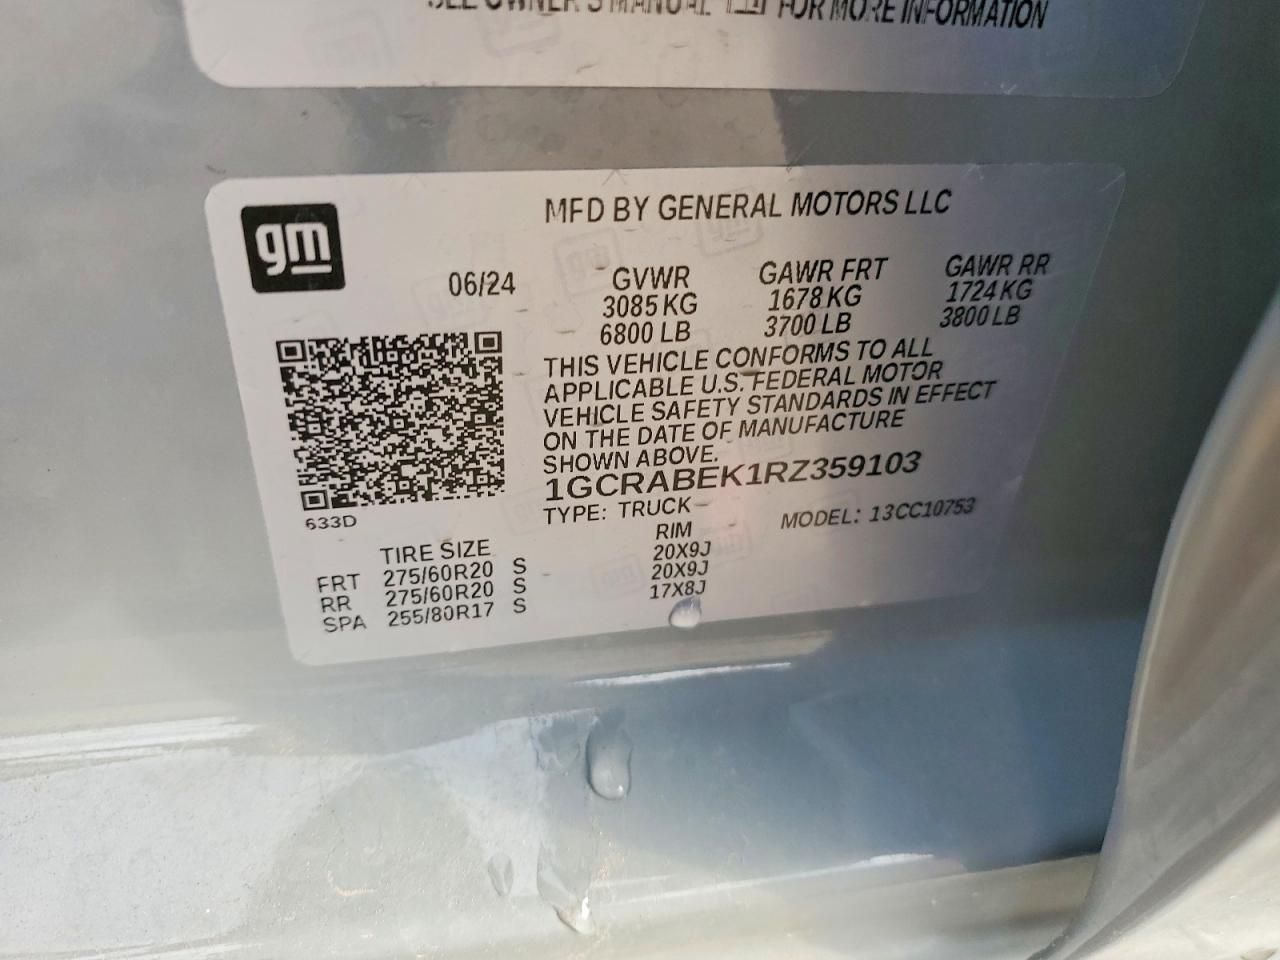 SEE OWNER'S MANUAL FOR MORE INFORMATION
gm
MFD BY GENERAL MOTORS LLC
06/24 GVWR GAWR FRT GAWR RR
3085 KG 1678 KG 1724 KG
6800 LB 3700 LB 3800 LB
THIS VEHICLE CONFORMS TO ALL
APPLICABLE U.S. FEDERAL MOTOR
VEHICLE SAFETY STANDARDS IN EFFECT
ON THE DATE OF MANUFACTURE
SHOWN ABOVE.
1GCRABEK1RZ359103
TYPE: TRUCK MODEL: 13CC10753
633D
TIRE SIZE RIM
FRT 275/60R20 S 20X9J
RR 275/60R20 S 20X9J
SPA 255/80R17 S 17X8J